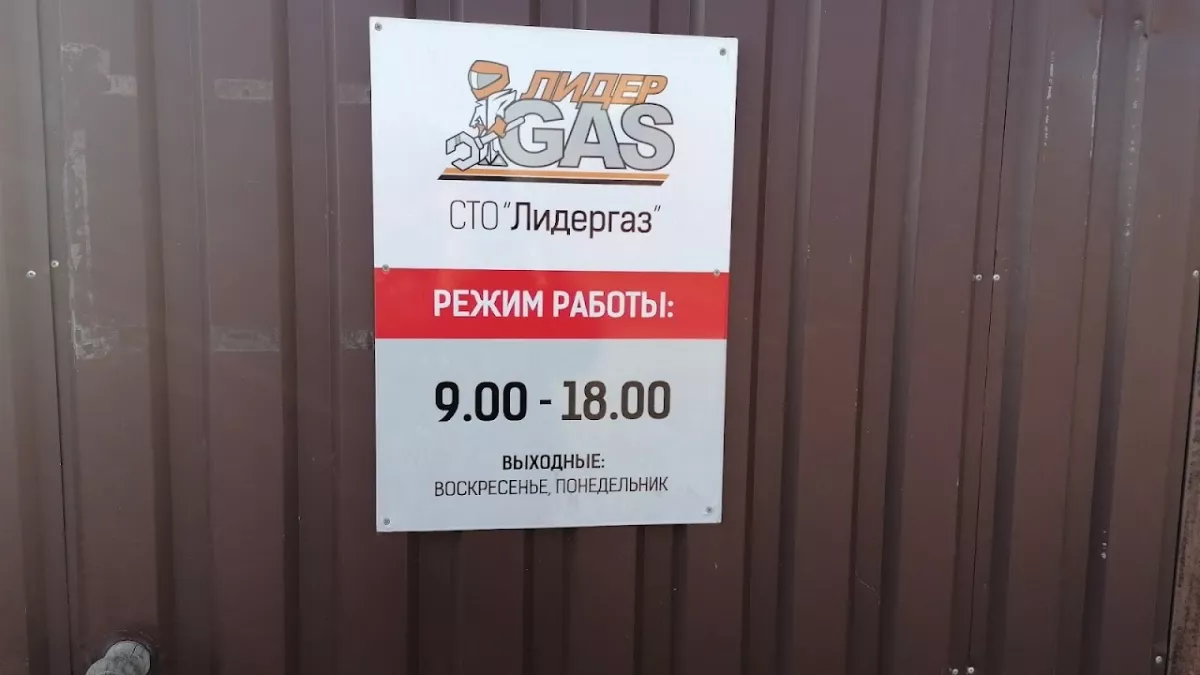 ЛИДЕР
GAS
СТО "Лидергаз"
РЕЖИМ РАБОТЫ:
9.00 - 18.00
ВЫХОДНЫЕ:
ВОСКРЕСЕНЬЕ, ПОНЕДЕЛЬНИК